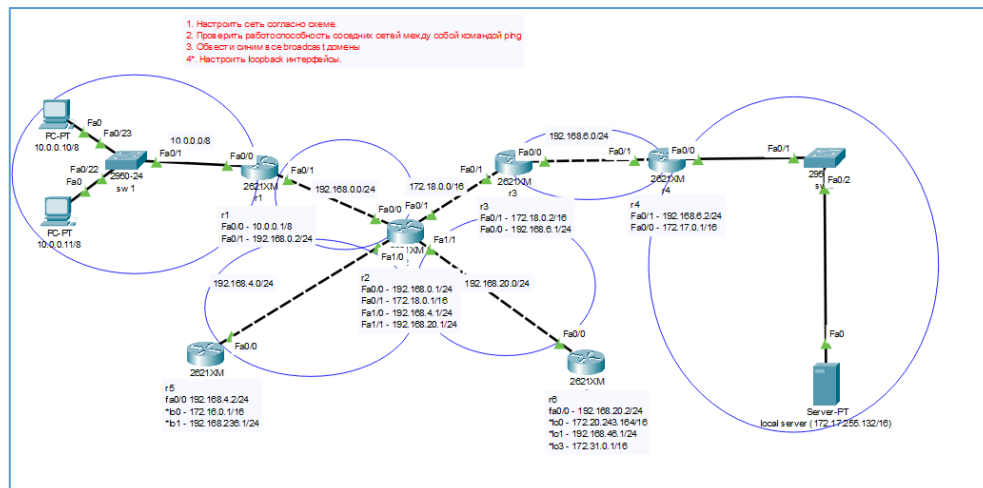 1. Настроить сеть согласно схеме.
2. Проверить работоспособность соседних сетей между собой командой ping
3. Обвести синим все broadcast домены
4*. Настроить loopback интерфейсы.
Fa0
PC-PT
10.0.0.10/8
Fa0/23
Fa0/22
Fa0
PC-PT
10.0.0.11/8
2950-24
sw 1
Fa0/1
10.0.0.0/8
Fa0/0
2621XM
r1
Fa0/1
r1
Fa0/0 - 10.0.0.1/8
Fa0/1 - 192.168.0.2/24
192.168.0.0/24
172.18.0.0/16
Fa0/1
Fa0/0
Fa1/1
Fa1/0
r2
Fa0/0 - 192.168.0.1/24
Fa0/1 - 172.18.0.1/16
Fa1/0 - 192.168.4.1/24
Fa1/1 - 192.168.20.1/24
192.168.4.0/24
192.168.20.0/24
192.168.6.0/24
Fa0/1
Fa0/0
2621XM
r3
r3
Fa0/1 - 172.18.0.2/16
Fa0/0 - 192.168.6.1/24
Fa0/1
Fa0/0
2621XM
r4
r4
Fa0/1 - 192.168.6.2/24
Fa0/0 - 172.17.0.1/16
Fa0/1
Fa0/2
Fa0/0
2621XM
r5
fa0/0 192.168.4.2/24
*lo0 - 172.16.0.1/16
*lo1 - 192.168.236.1/24
Fa0/0
2621XM
r6
fa0/0 - 192.168.20.2/24
*lo0 - 172.20.243.164/16
*lo1 - 192.168.46.1/24
*lo3 - 172.31.0.1/16
Fa0
Server-PT
local server (172.17.255.132/16)